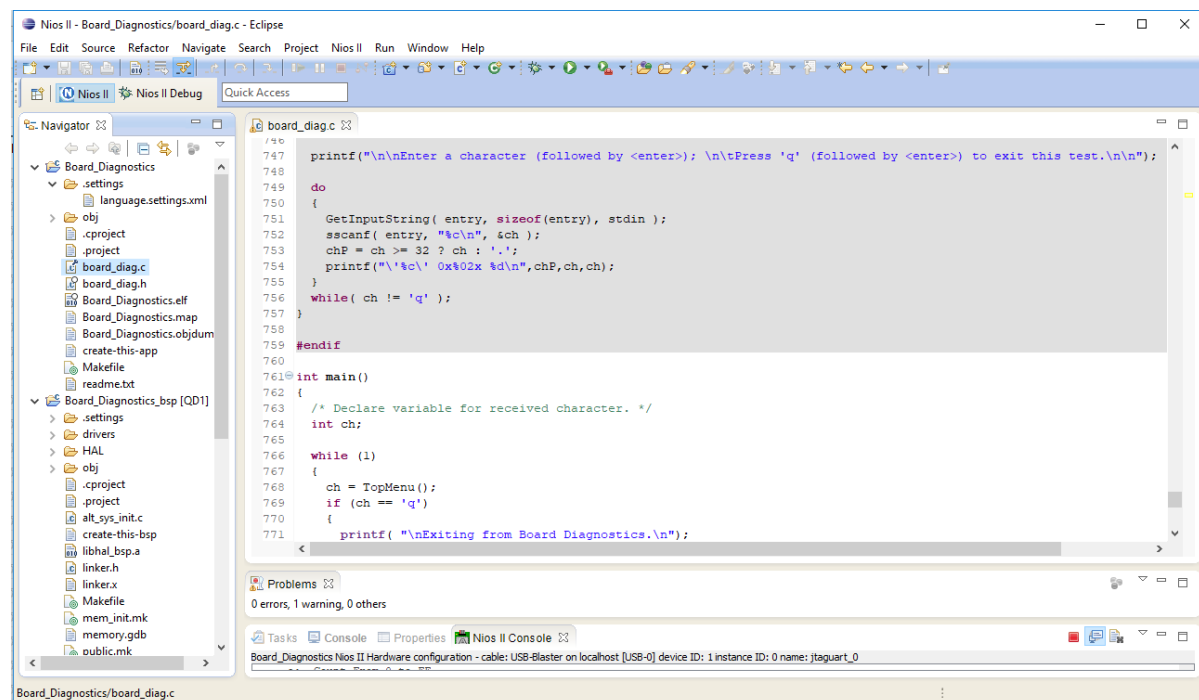 Nios II - Board_Diagnostics/board_diag.c - Eclipse
File Edit Source Refactor Navigate Search Project Nios II Run Window Help
Nios II Nios II Debug Quick Access
Navigator
Board_Diagnostics
.settings
language.settings.xml
obj
.cproject
.project
board_diag.c
board_diag.h
Board_Diagnostics.elf
Board_Diagnostics.map
Board_Diagnostics.objdum
create-this-app
Makefile
readme.txt
Board_Diagnostics_bsp [QD1]
.settings
drivers
HAL
obj
.cproject
.project
alt_sys_init.c
create-this-bsp
libhal_bsp.a
linker.h
linker.x
Makefile
mem_init.mk
memory.gdb
public.mk
board_diag.c
746
747 printf("\n\nEnter a character (followed by <enter>); \n\tPress 'q' (followed by <enter>) to exit this test.\n\n");
748
749 do
750 {
751 GetInputString( entry, sizeof(entry), stdin );
752 sscanf( entry, "%c\n", &ch );
753 chP = ch >= 32 ? ch : '.';
754 printf("\'%c\' 0x%02x %d\n",chP,ch,ch);
755 }
756 while( ch != 'q' );
757 }
758
759 #endif
760
761 int main()
762 {
763 /* Declare variable for received character. */
764 int ch;
765
766 while (1)
767 {
768 ch = TopMenu();
769 if (ch == 'q')
770 {
771 printf( "\nExiting from Board Diagnostics.\n");
Problems
0 errors, 1 warning, 0 others
Tasks Console Properties Nios II Console
Board_Diagnostics Nios II Hardware configuration - cable: USB-Blaster on localhost [USB-0] device ID: 1 instance ID: 0 name: jtaguart_0
Board_Diagnostics/board_diag.c